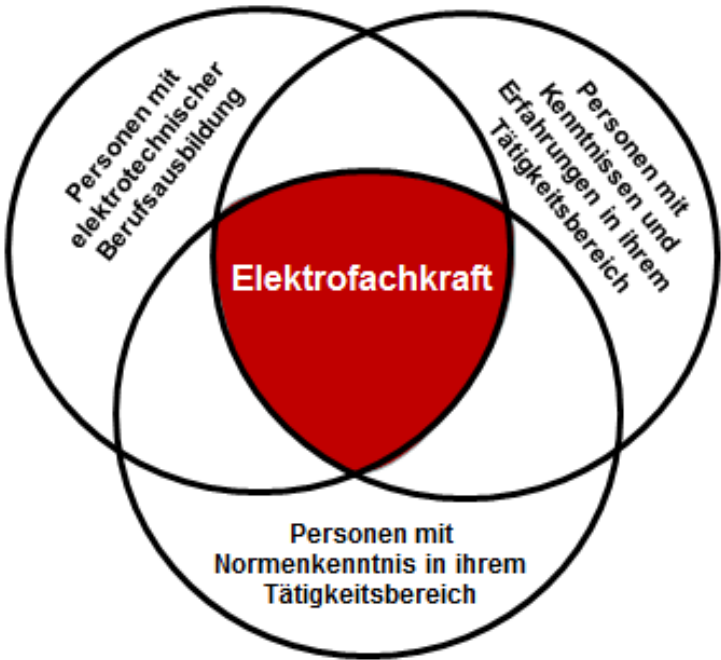 Personen mit
elektrotechnischer
Berufsausbildung
Personen mit
Kenntnissen und
Erfahrungen in ihrem
Tätigkeitsbereich
Elektrofachkraft
Personen mit
Normenkenntnis in ihrem
Tätigkeitsbereich